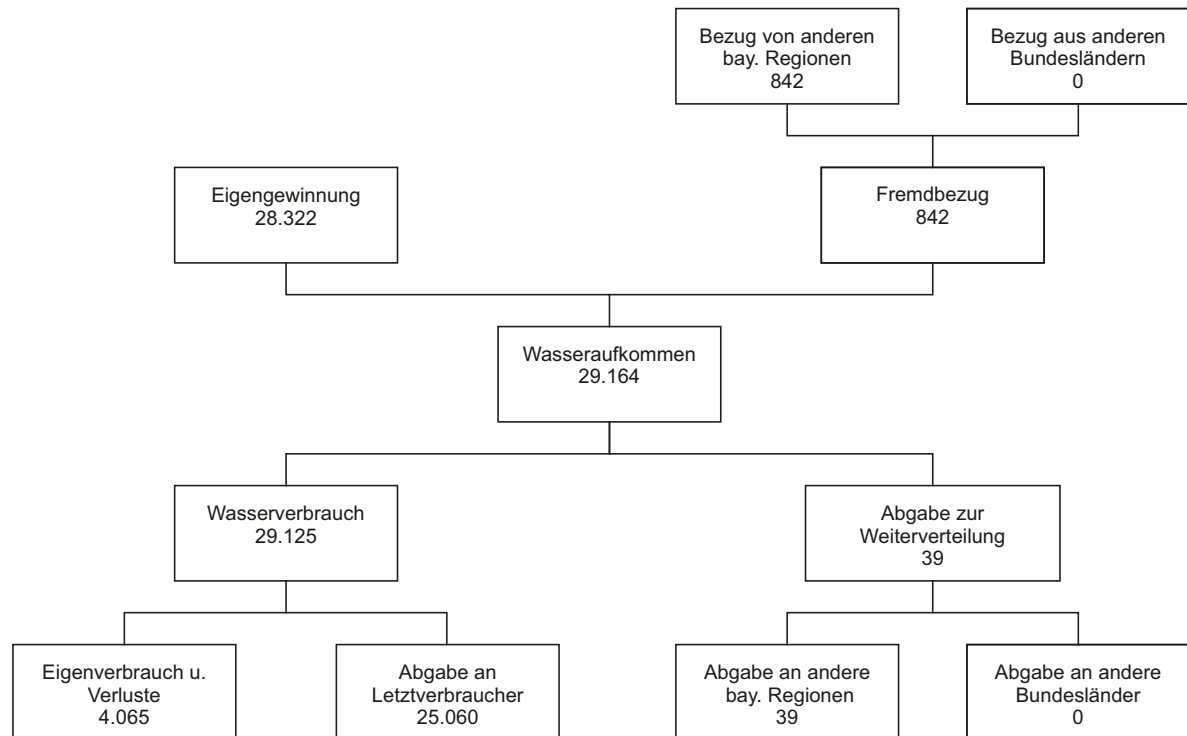 Bezug von anderen
bay. Regionen
842
Bezug aus anderen
Bundesländern
0
Eigengewinnung
28.322
Fremdbezug
842
Wasseraufkommen
29.164
Wasserverbrauch
29.125
Abgabe zur
Weiterverteilung
39
Eigenverbrauch u.
Verluste
4.065
Abgabe an
Letztverbraucher
25.060
Abgabe an andere
bay. Regionen
39
Abgabe an andere
Bundesländer
0